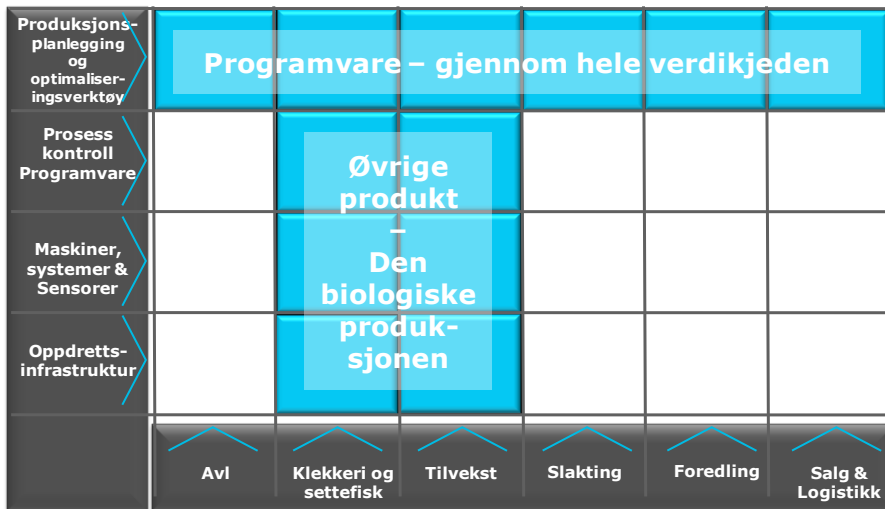 Produksjons-
planlegging
og
optimaliser-
ingsverktøy
Programvare – gjennom hele verdikjeden
Prosess
kontroll
Programvare
Øvrige
produkt
–
Den
biologiske
produk-
sjonen
Maskiner,
systemer &
Sensorer
Oppdretts-
infrastruktur
Avl
Klekkeri og
settefisk
Tilvekst
Slakting
Foredling
Salg &
Logistikk